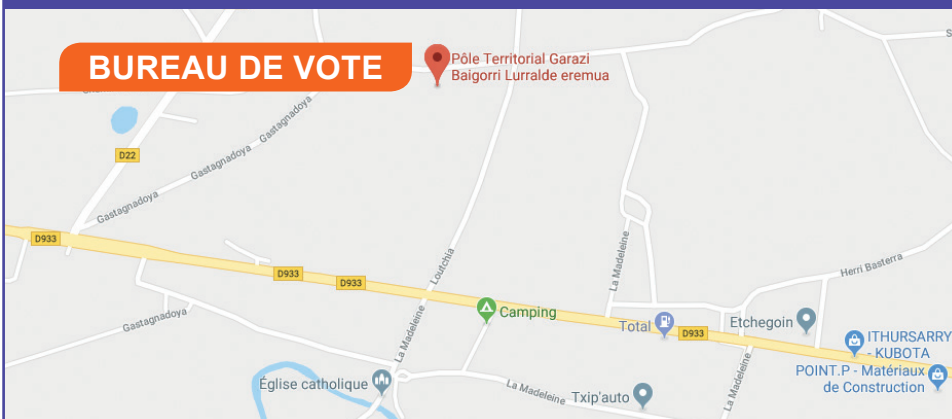 BUREAU DE VOTE
Pôle Territorial Garazi
Baigorri Lurralde eremua
D22
Gastagnadoya
Gastagnadoya
Gastagnadoya
Gastagnadoya
D933
D933
D933
Loutchia
La Madeleine
Herri Basterra
Camping
Total
D933
Etchegoin
ITHURSARRY
- KUBOTA
POINT.P - Matériaux
de Construction
Gastagnadoya
La Madeleine
Église catholique
La Madeleine
Txip'auto
La Madeleine